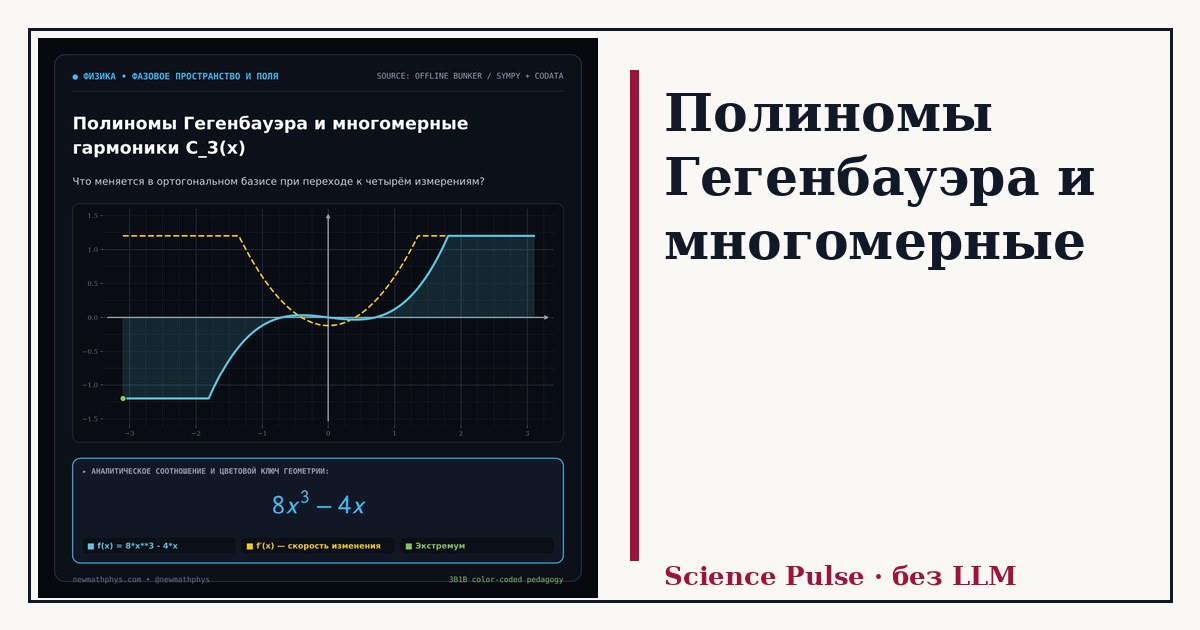 ● ФИЗИКА • ФАЗОВОЕ ПРОСТРАНСТВО И ПОЛЯ
SOURCE: OFFLINE BUNKER / SYMPY + CODATA
Полиномы Гегенбауэра и многомерные
гармоники C_3(x)
Что меняется в ортогональном базисе при переходе к четырём измерениям?
1.5
1.0
0.5
0.0
−0.5
−1.0
−1.5
−3 −2 −1 0 1 2 3
▸ АНАЛИТИЧЕСКОЕ СООТНОШЕНИЕ И ЦВЕТОВОЙ КЛЮЧ ГЕОМЕТРИИ:
8x³ − 4x
■ f(x) = 8*x**3 - 4*x
■ f'(x) — скорость изменения
■ Экстремум
newmathphys.com • @newmathphys
3B1B color-coded pedagogy
Полиномы
Гегенбауэра и
многомерные
Science Pulse · без LLM